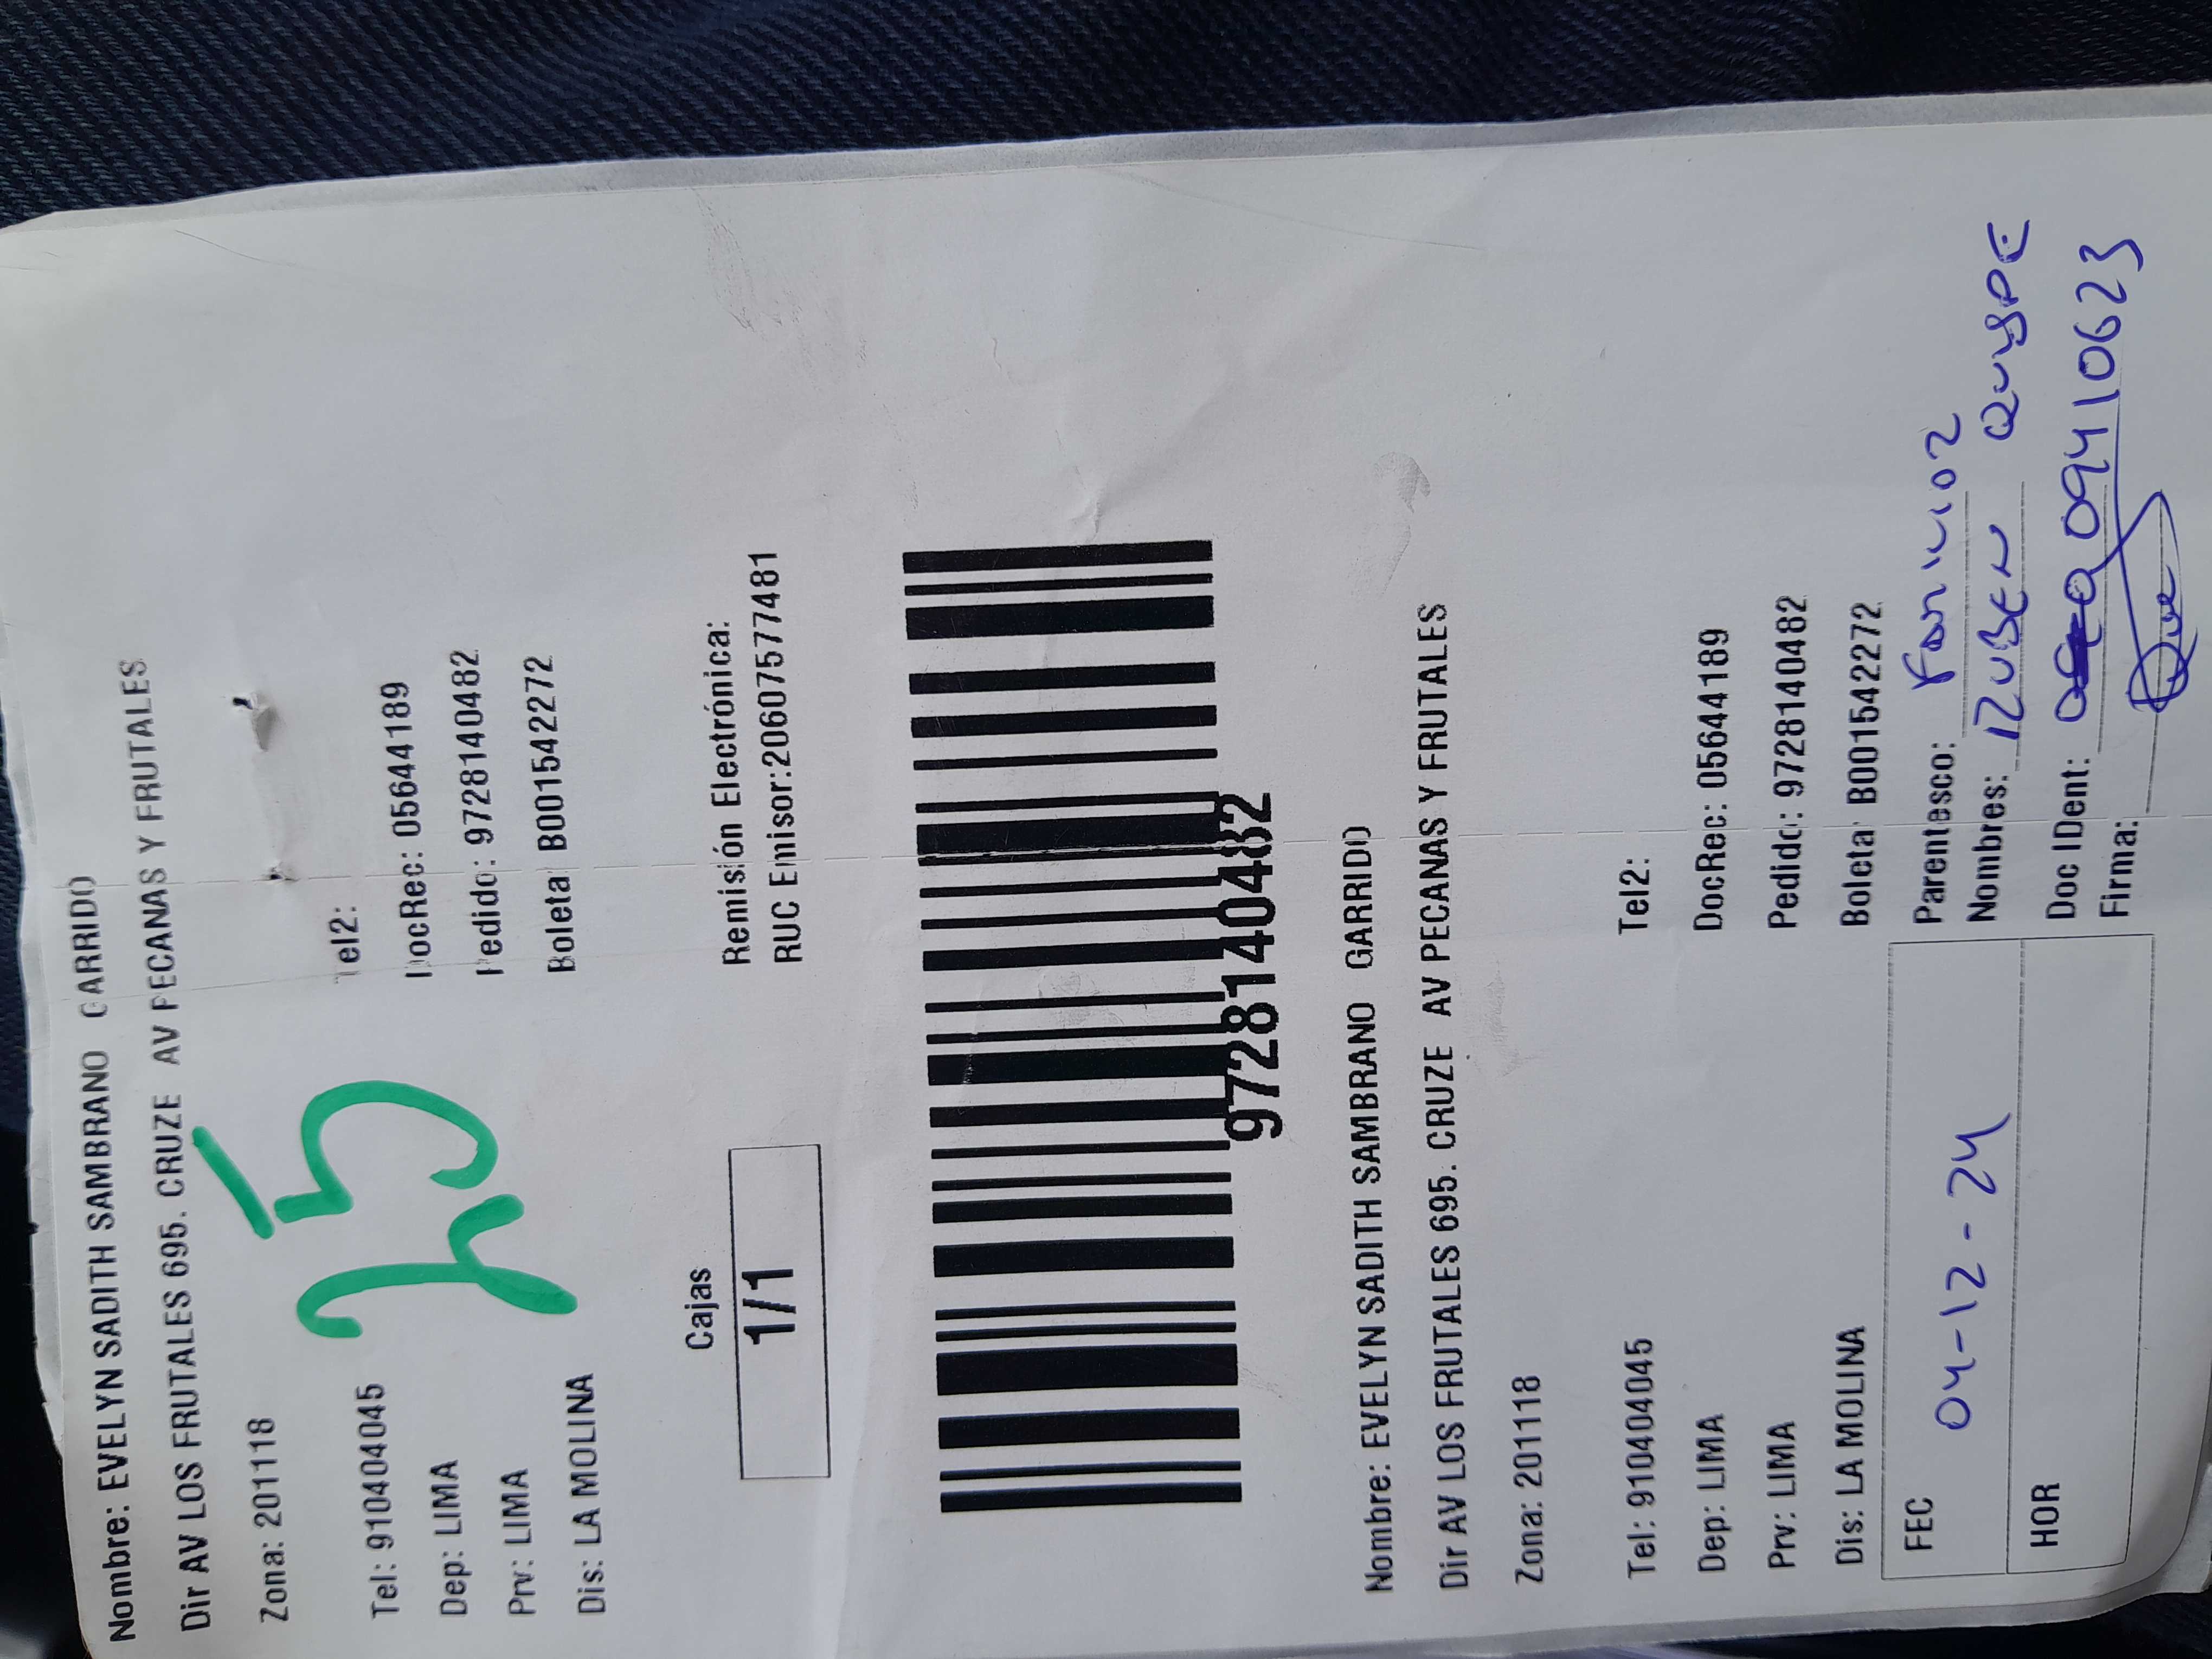 Nombre: EVELYN SADITH SAMBRANO GARRIDO
Dir AV LOS FRUTALES 695. CRUZE AV PECANAS Y FRUTALES
Zona: 201118
25
Tel: 910404045 Tel2:
Dep: LIMA DocRec: 05644189
Prv: LIMA Pedido: 97281404​82
Dis: LA MOLINA Boleta B001542272
Cajas
1/1
Remisión Electrónica:
RUC Emisor:20607577481
9728140482
Nombre: EVELYN SADITH SAMBRANO GARRIDO
Dir AV LOS FRUTALES 695. CRUZE AV PECANAS Y FRUTALES
Zona: 201118
Tel: 910404045 Tel2:
Dep: LIMA DocRec: 05644189
Prv: LIMA Pedido: 9728140482
Dis: LA MOLINA Boleta B001542272
FEC 04-12-24
HOR
Parentesco:
Nombres: RUBEN QUISPE
Doc IDent: 09410623
Firma: